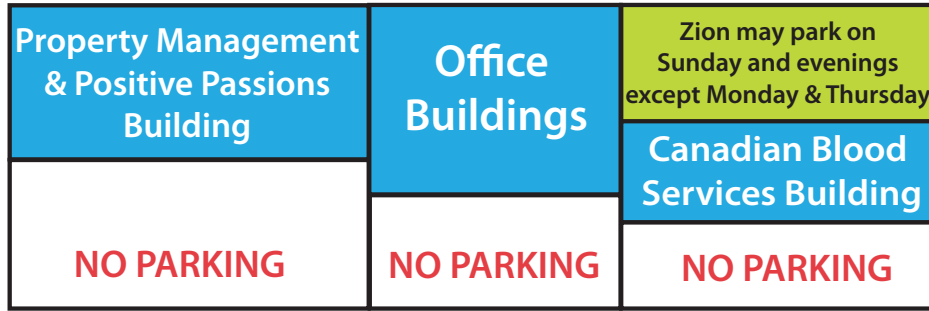 Property Management
& Positive Passions
Building
NO PARKING
Office
Buildings
NO PARKING
Zion may park on
Sunday and evenings
except Monday & Thursday
Canadian Blood
Services Building
NO PARKING